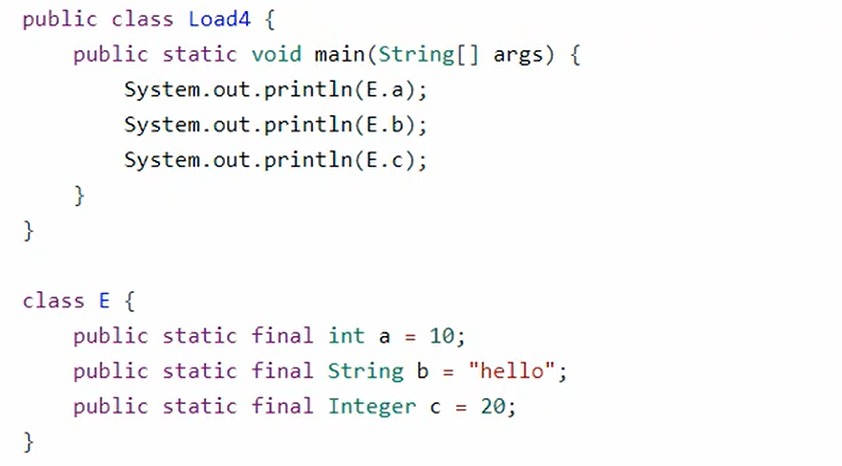 public class Load4 {
    public static void main(String[] args) {
        System.out.println(E.a);
        System.out.println(E.b);
        System.out.println(E.c);
    }
}

class E {
    public static final int a = 10;
    public static final String b = "hello";
    public static final Integer c = 20;
}